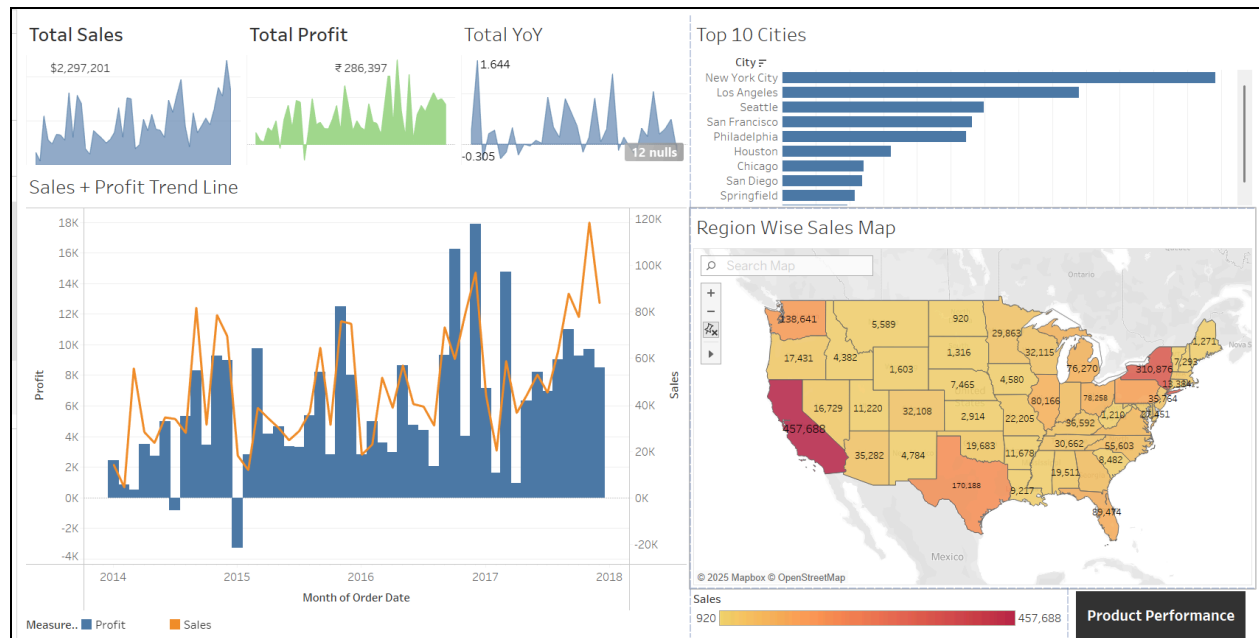 Total Sales
$2,297,201
Total Profit
₹ 286,397
Total YoY
1.644
-0.305
12 nulls
Top 10 Cities
City
New York City
Los Angeles
Seattle
San Francisco
Philadelphia
Houston
Chicago
San Diego
Springfield
Sales + Profit Trend Line
18K
16K
14K
12K
10K
8K
6K
4K
2K
0K
-2K
-4K
Profit
120K
100K
80K
60K
40K
20K
0K
-20K
Sales
2014 2015 2016 2017 2018
Month of Order Date
Measure.. Profit Sales
Region Wise Sales Map
Search Map
Ontario
Nova S
Mexico
138,641
5,589
920
29,863
32,115
76,270
310,876
7,293
1,271
17,431
4,382
1,603
1,316
7,465
4,580
80,166
78,258
35,764
13,384
457,688
16,729
11,220
32,108
2,914
22,205
36,592
1,210
27,451
35,282
4,784
19,683
11,678
30,662
55,603
8,482
170,188
9,217
19,511
89,474
© 2025 Mapbox © OpenStreetMap
Sales
920 457,688
Product Performance